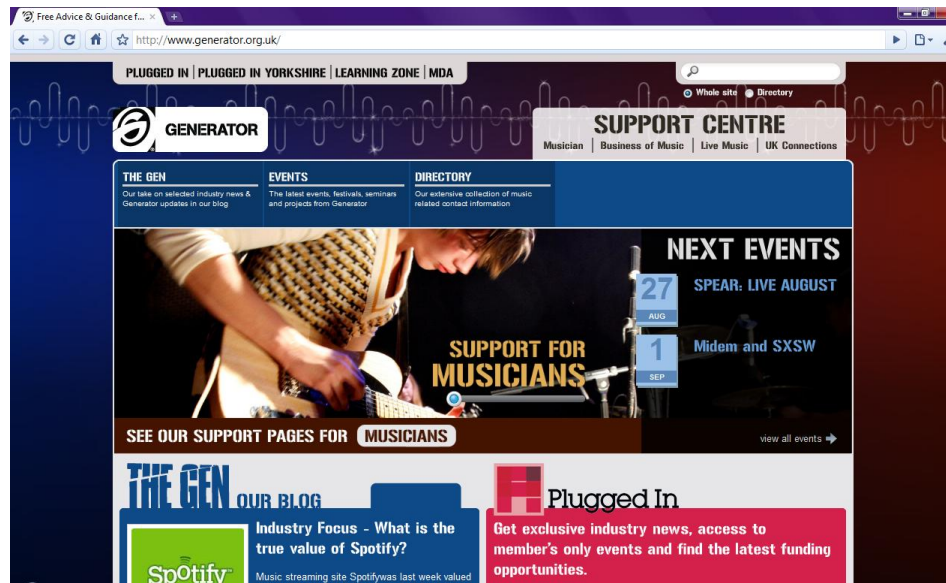 Free Advice & Guidance f...
http://www.generator.org.uk/
PLUGGED IN | PLUGGED IN YORKSHIRE | LEARNING ZONE | MDA
Whole site Directory
GENERATOR
SUPPORT CENTRE
Musician | Business of Music | Live Music | UK Connections
THE GEN
Our take on selected industry news &
Generator updates in our blog
EVENTS
The latest events, festivals, seminars
and projects from Generator
DIRECTORY
Our extensive collection of music
related contact information
NEXT EVENTS
27
AUG
SPEAR: LIVE AUGUST
1
SEP
Midem and SXSW
SUPPORT FOR
MUSICIANS
SEE OUR SUPPORT PAGES FOR MUSICIANS
view all events
THE GEN OUR BLOG
Spotify
Industry Focus - What is the
true value of Spotify?
Music streaming site Spotifywas last week valued
Plugged In
Get exclusive industry news, access to
member's only events and find the latest funding
opportunities.